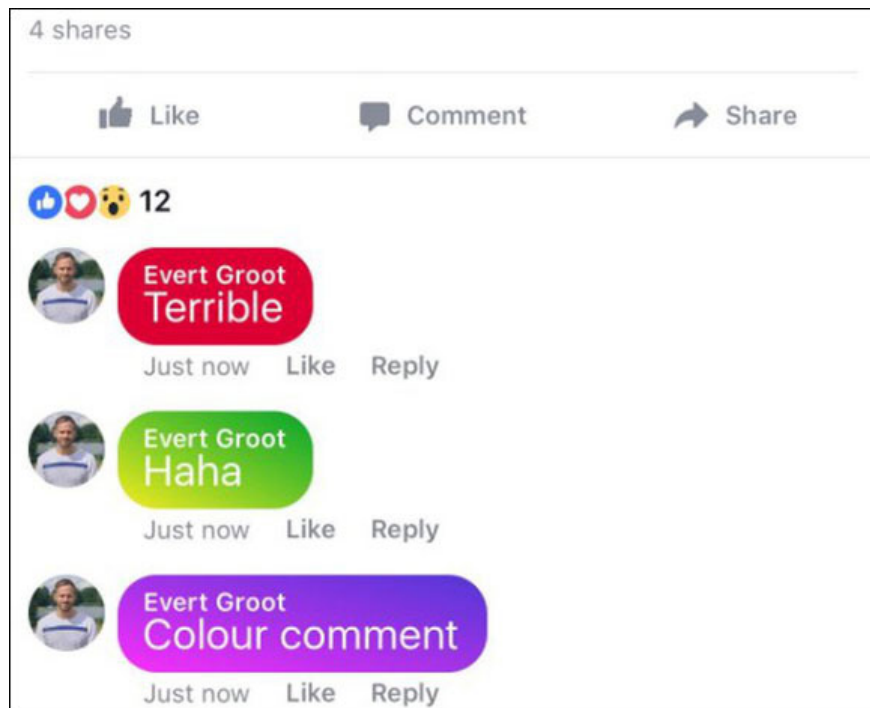 4 shares
Like Comment Share
12
Evert Groot
Terrible
Just now Like Reply
Evert Groot
Haha
Just now Like Reply
Evert Groot
Colour comment
Just now Like Reply